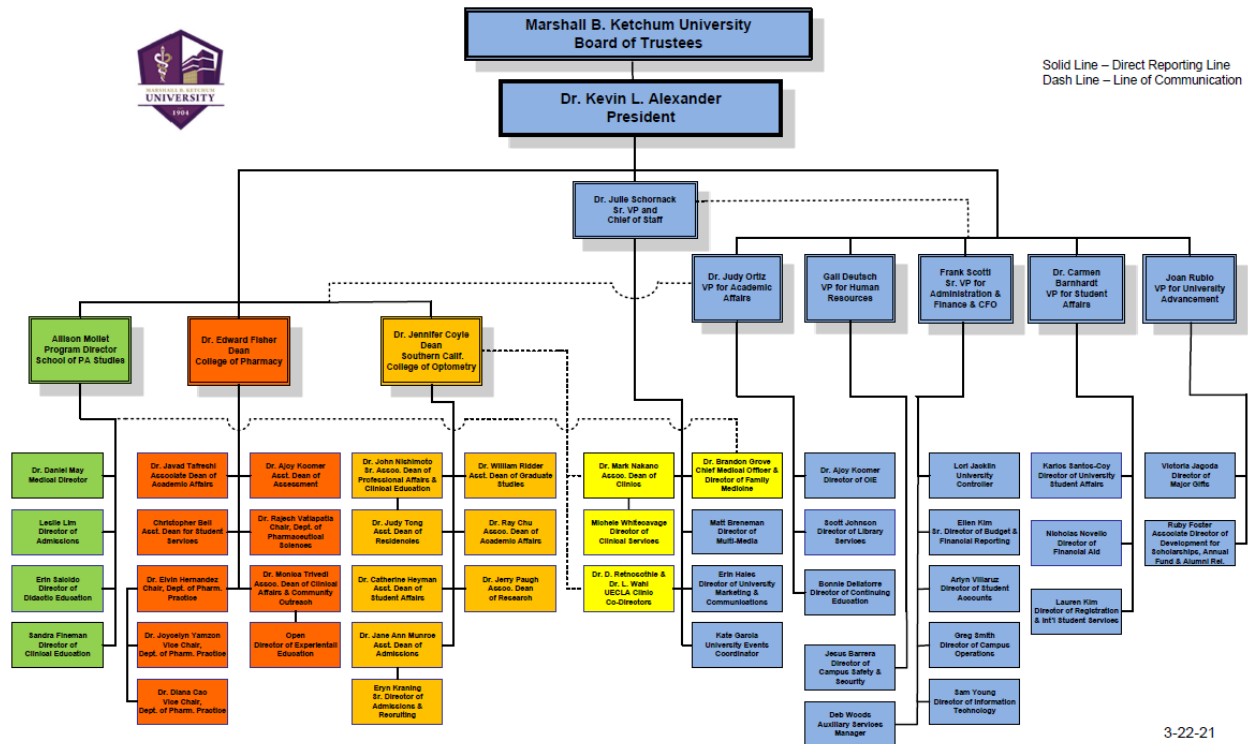 Marshall B. Ketchum University
Board of Trustees
Solid Line – Direct Reporting Line
Dash Line – Line of Communication
MARSHALL B. KETCHUM
UNIVERSITY
1904
Dr. Kevin L. Alexander
President
Dr. Julie Schornack
Sr. VP and
Chief of Staff
Dr. Judy Ortiz
VP for Academic
Affairs
Gail Deutsch
VP for Human
Resources
Frank Scotti
Sr. VP for
Administration &
Finance & CFO
Dr. Carmen
Barnhardt
VP for Student
Affairs
Joan Rubio
VP for University
Advancement
Allison Mollet
Program Director
School of PA Studies
Dr. Edward Fisher
Dean
College of Pharmacy
Dr. Jennifer Coyle
Dean
Southern Calif.
College of Optometry
Dr. Daniel May
Medical Director
Leslie Lim
Director of
Admissions
Erin Salcido
Director of
Didactic Education
Sandra Fineman
Director of
Clinical Education
Dr. Javad Tafreshi
Associate Dean of
Academic Affairs
Christopher Bell
Asst. Dean for Student
Services
Dr. Elvin Hernandez
Chair, Dept. of Pharm.
Practice
Dr. Joycelyn Yamzon
Vice Chair,
Dept. of Pharm. Practice
Dr. Diana Cao
Vice Chair,
Dept. of Pharm. Practice
Dr. Ajoy Koomer
Asst. Dean of
Assessment
Dr. Rajesh Vatlapatla
Chair, Dept. of
Pharmaceutical
Sciences
Dr. Monica Trivedi
Assoc. Dean of Clinical
Affairs & Community
Outreach
Open
Director of Experientail
Education
Dr. John Nishimoto
Sr. Assoc. Dean of
Professional Affairs &
Clinical Education
Dr. Judy Tong
Asst. Dean of
Residencies
Dr. Catherine Heyman
Asst. Dean of
Student Affairs
Dr. Jane Ann Munroe
Asst. Dean of
Admissions
Eryn Kraning
Sr. Director of
Admissions &
Recruiting
Dr. William Ridder
Asst. Dean of Graduate
Studies
Dr. Ray Chu
Assoc. Dean of
Academic Affairs
Dr. Jerry Paugh
Assoc. Dean
of Research
Dr. Mark Nakano
Assoc. Dean of
Clinics
Michele Whitecavage
Director of
Clinical Services
Dr. D. Retnosothie &
Dr. L. Wahl
UECLA Clinic
Co-Directors
Dr. Brandon Grove
Chief Medical Officer &
Director of Family
Medicine
Matt Breneman
Director of
Multi-Media
Erin Hales
Director of University
Marketing &
Communications
Kate Garcia
University Events
Coordinator
Dr. Ajoy Koomer
Director of OIE
Scott Johnson
Director of Library
Services
Bonnie Dellatorre
Director of Continuing
Education
Jesus Barrera
Director of
Campus Safety &
Security
Deb Woods
Auxiliary Services
Manager
Lori Jacklin
University
Controller
Ellen Kim
Sr. Director of Budget &
Financial Reporting
Arlyn Villaruz
Director of Student
Accounts
Greg Smith
Director of Campus
Operations
Sam Young
Director of Information
Technology
Karlos Santos-Coy
Director of University
Student Affairs
Nicholas Novello
Director of
Financial Aid
Lauren Kim
Director of Registration
& Int'l Student Services
Victoria Jagoda
Director of
Major Gifts
Ruby Foster
Associate Director of
Development for
Scholarships, Annual
Fund & Alumni Rel.
3-22-21